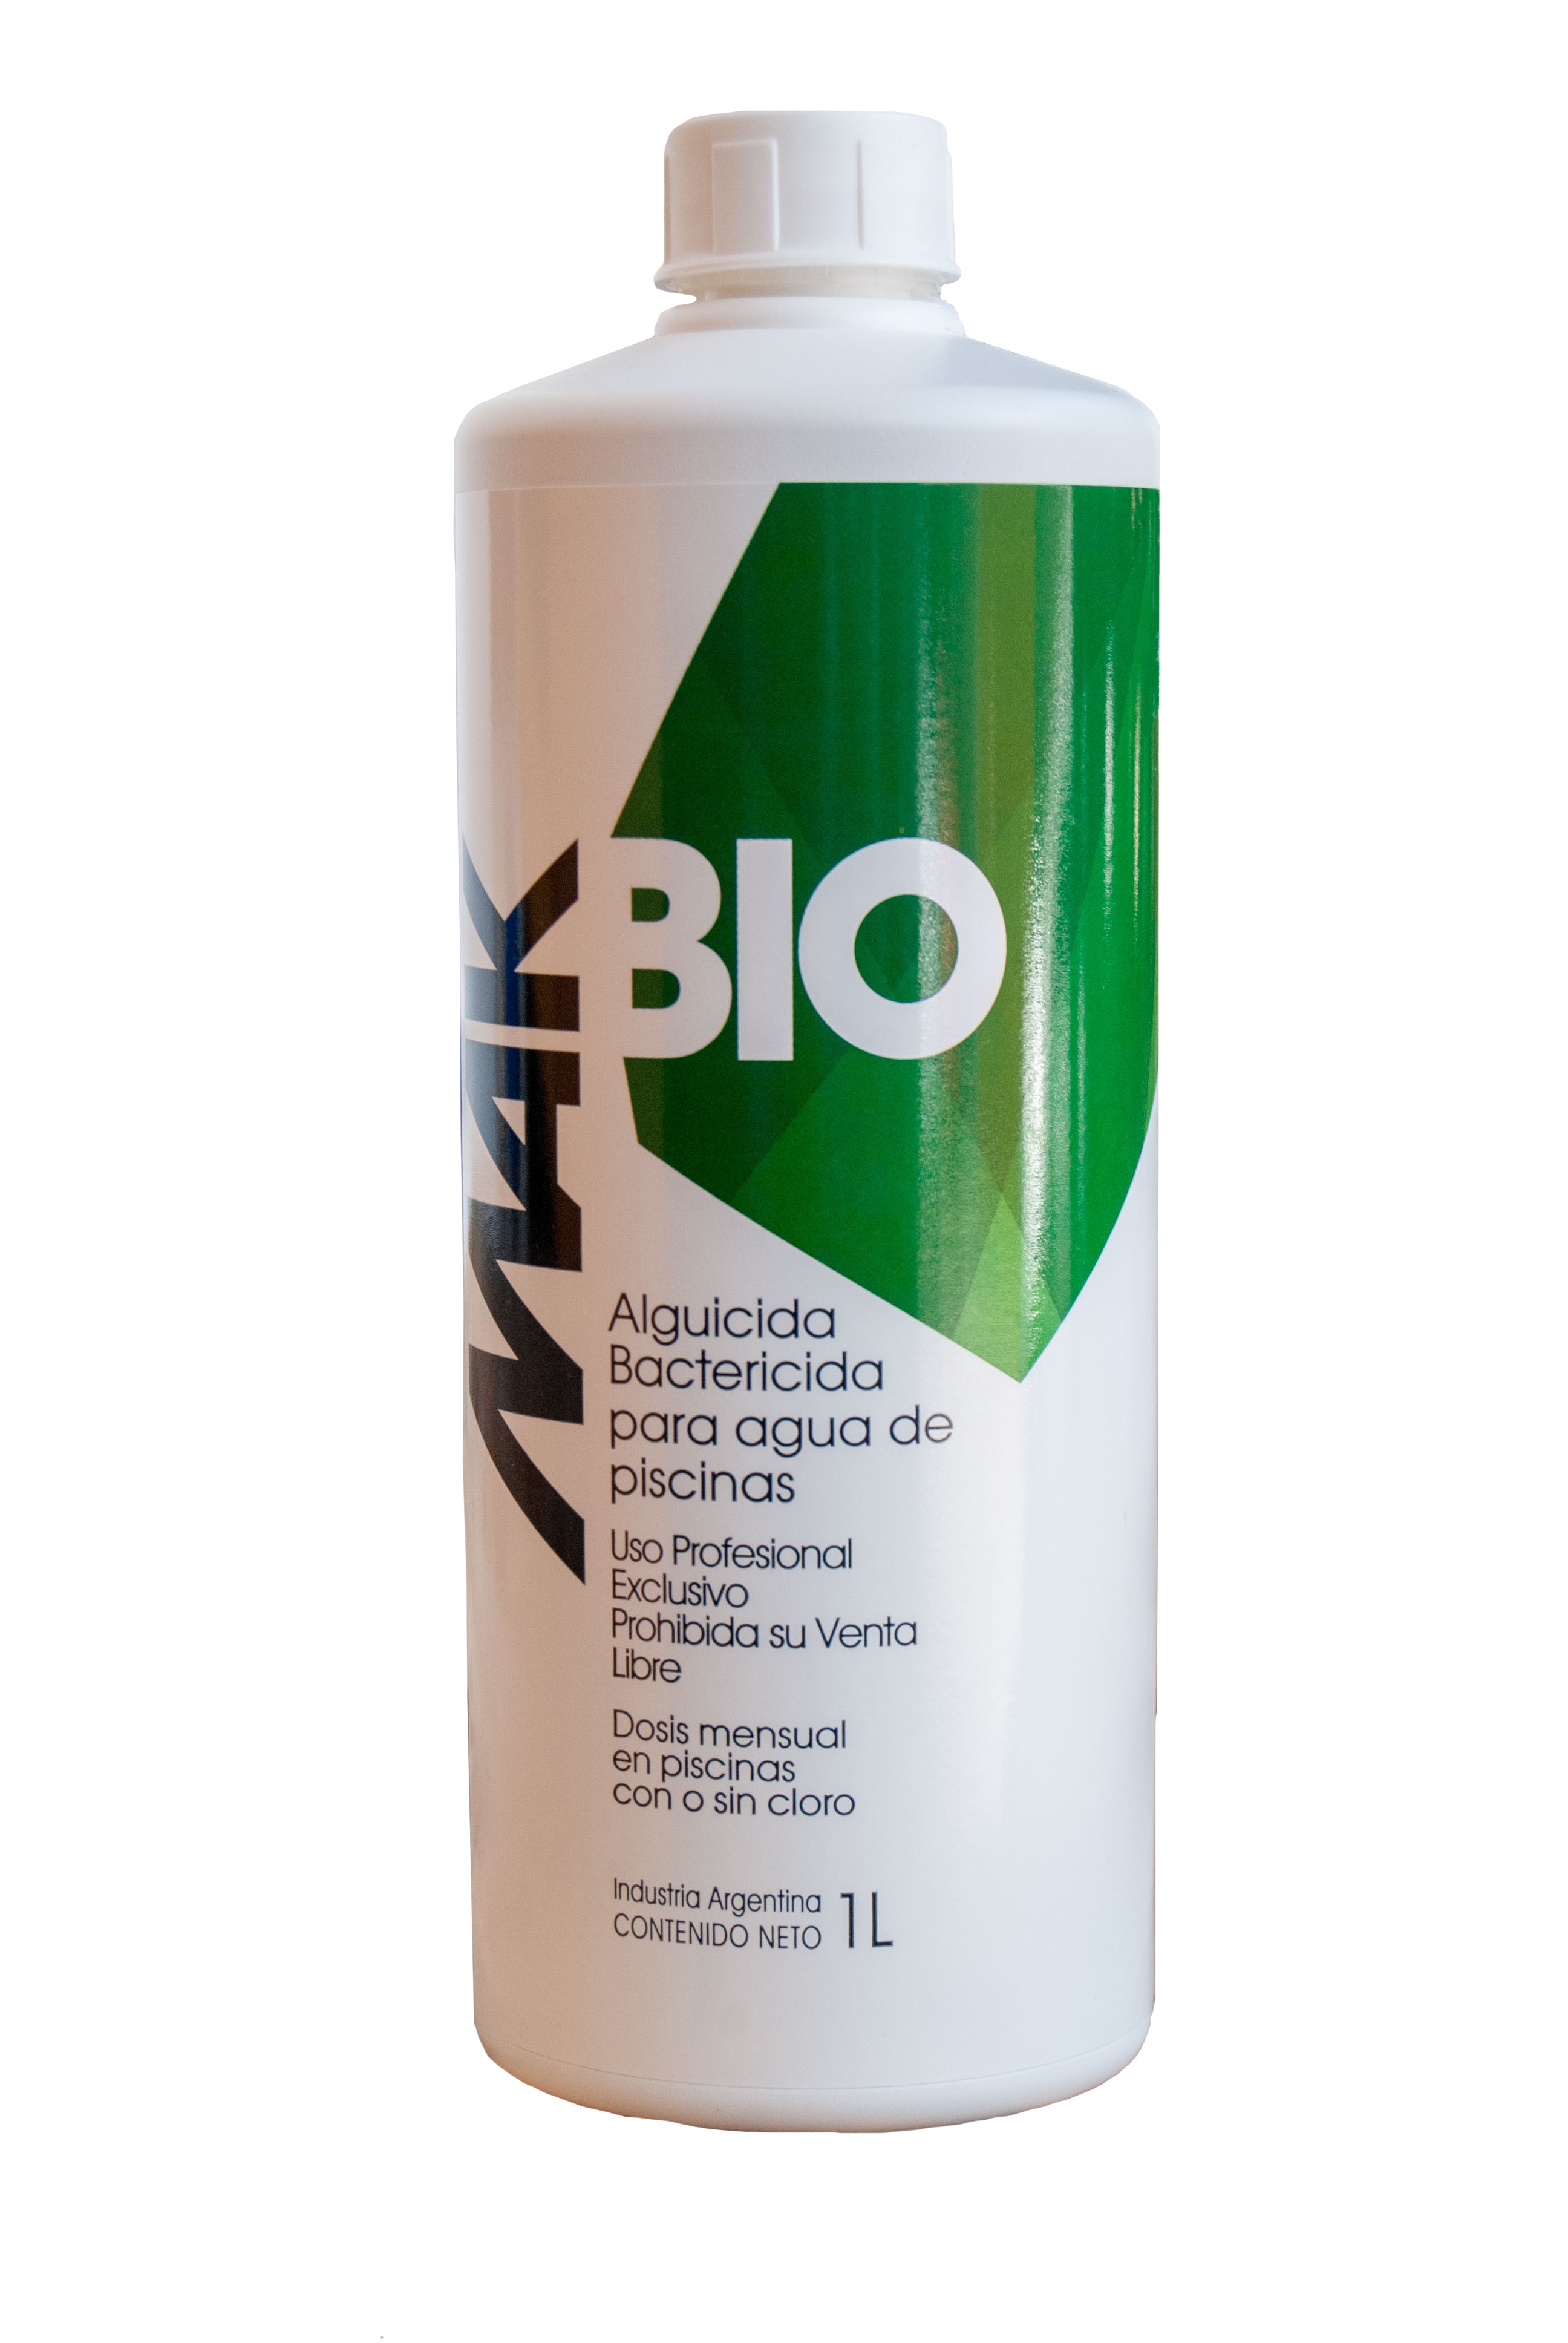 MAK
BIO
Alguicida
Bactericida
para agua de
piscinas
Uso Profesional
Exclusivo
Prohibida su Venta
Libre
Dosis mensual
en piscinas
con o sin cloro
Industria Argentina
CONTENIDO NETO 1L